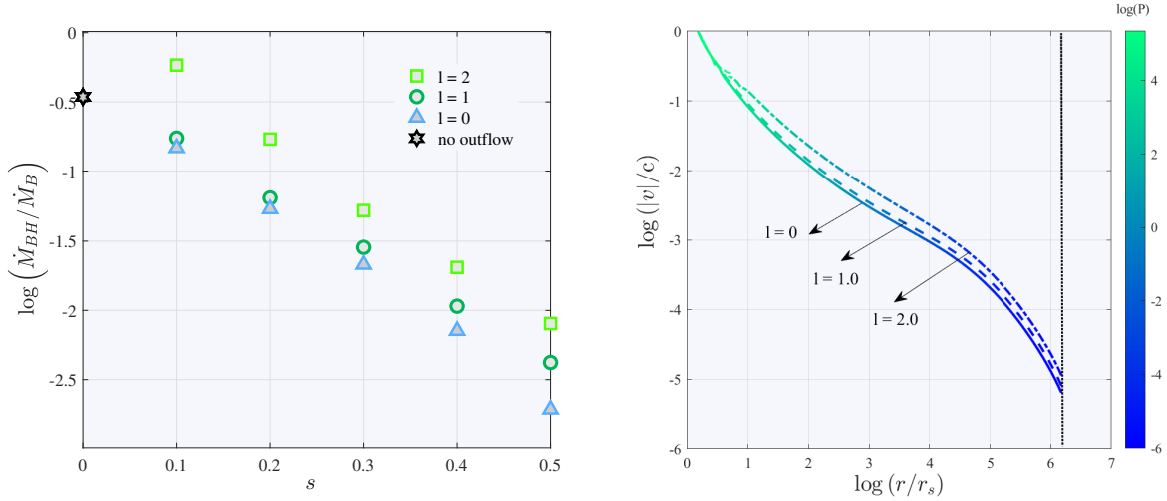 0
-0.5
-1
-1.5
-2
-2.5
0
0.1
0.2
0.3
0.4
0.5
s
log (Ṁ_BH/Ṁ_B)
l = 2
l = 1
l = 0
no outflow
0
-1
-2
-3
-4
-5
-6
0
1
2
3
4
5
6
7
log (r/r_s)
log (|v|/c)
l = 0
l = 1.0
l = 2.0
log(P)
4
2
0
-2
-4
-6